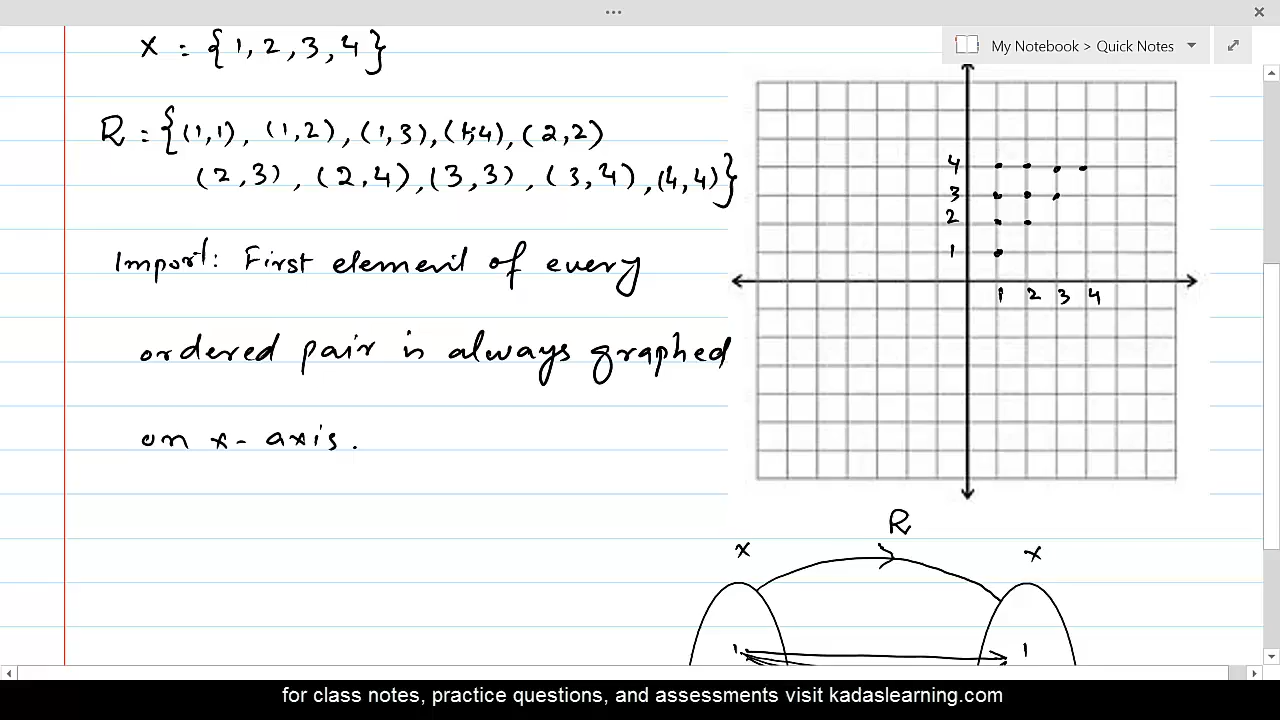 My Notebook > Quick Notes
x = {1, 2, 3, 4}
R = {(1,1), (1,2), (1,3), (1,4), (2,2)
(2,3), (2,4), (3,3), (3,4), (4,4)}
Import: First element of every
ordered pair is always graphed
on x-axis.
4
3
2
1
1 2 3 4
R
x x
1 1
for class notes, practice questions, and assessments visit kadaslearning.com